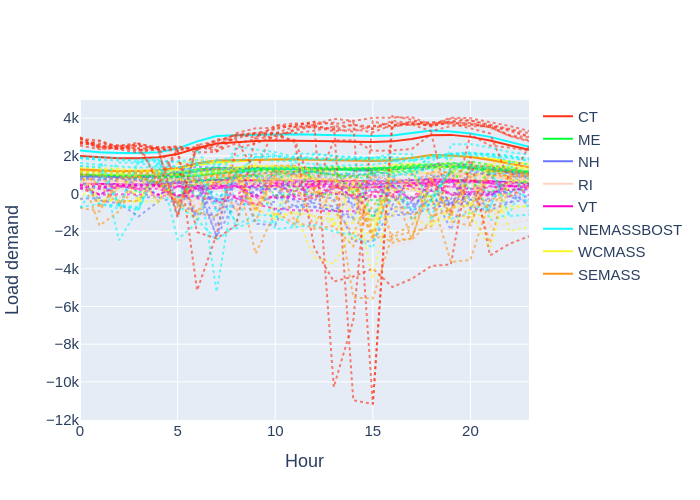 4k
2k
0
−2k
−4k
−6k
−8k
−10k
−12k
0
5
10
15
20
Hour
Load demand
CT
ME
NH
RI
VT
NEMASSBOST
WCMASS
SEMASS